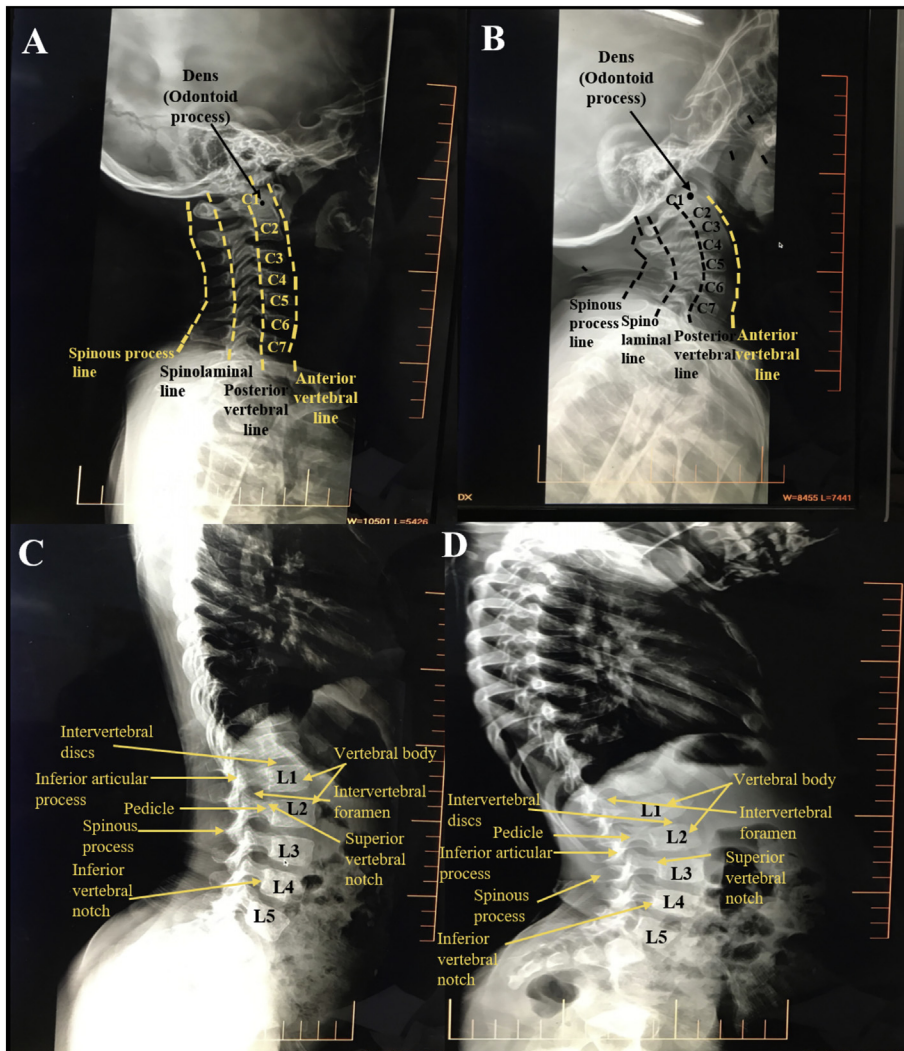 A
Dens
(Odontoid
process)
C1
C2
C3
C4
C5
C6
C7
Spinous process
line
Spinolaminal
line
Posterior
vertebral
line
Anterior
vertebral
line
W=10501 L=5426
B
Dens
(Odontoid
process)
C1
C2
C3
C4
C5
C6
C7
Spinous
process
line
Spino
laminal
line
Posterior
vertebral
line
Anterior
vertebral
line
DX
W=8455 L=7441
C
Intervertebral
discs
Inferior articular
process
Pedicle
Spinous
process
Inferior
vertebral
notch
L1
L2
L3
L4
L5
Vertebral body
Intervertebral
foramen
Superior
vertebral
notch
D
Intervertebral
discs
Pedicle
Inferior articular
process
Spinous
process
Inferior
vertebral
notch
L1
L2
L3
L4
L5
Vertebral body
Intervertebral
foramen
Superior
vertebral
notch